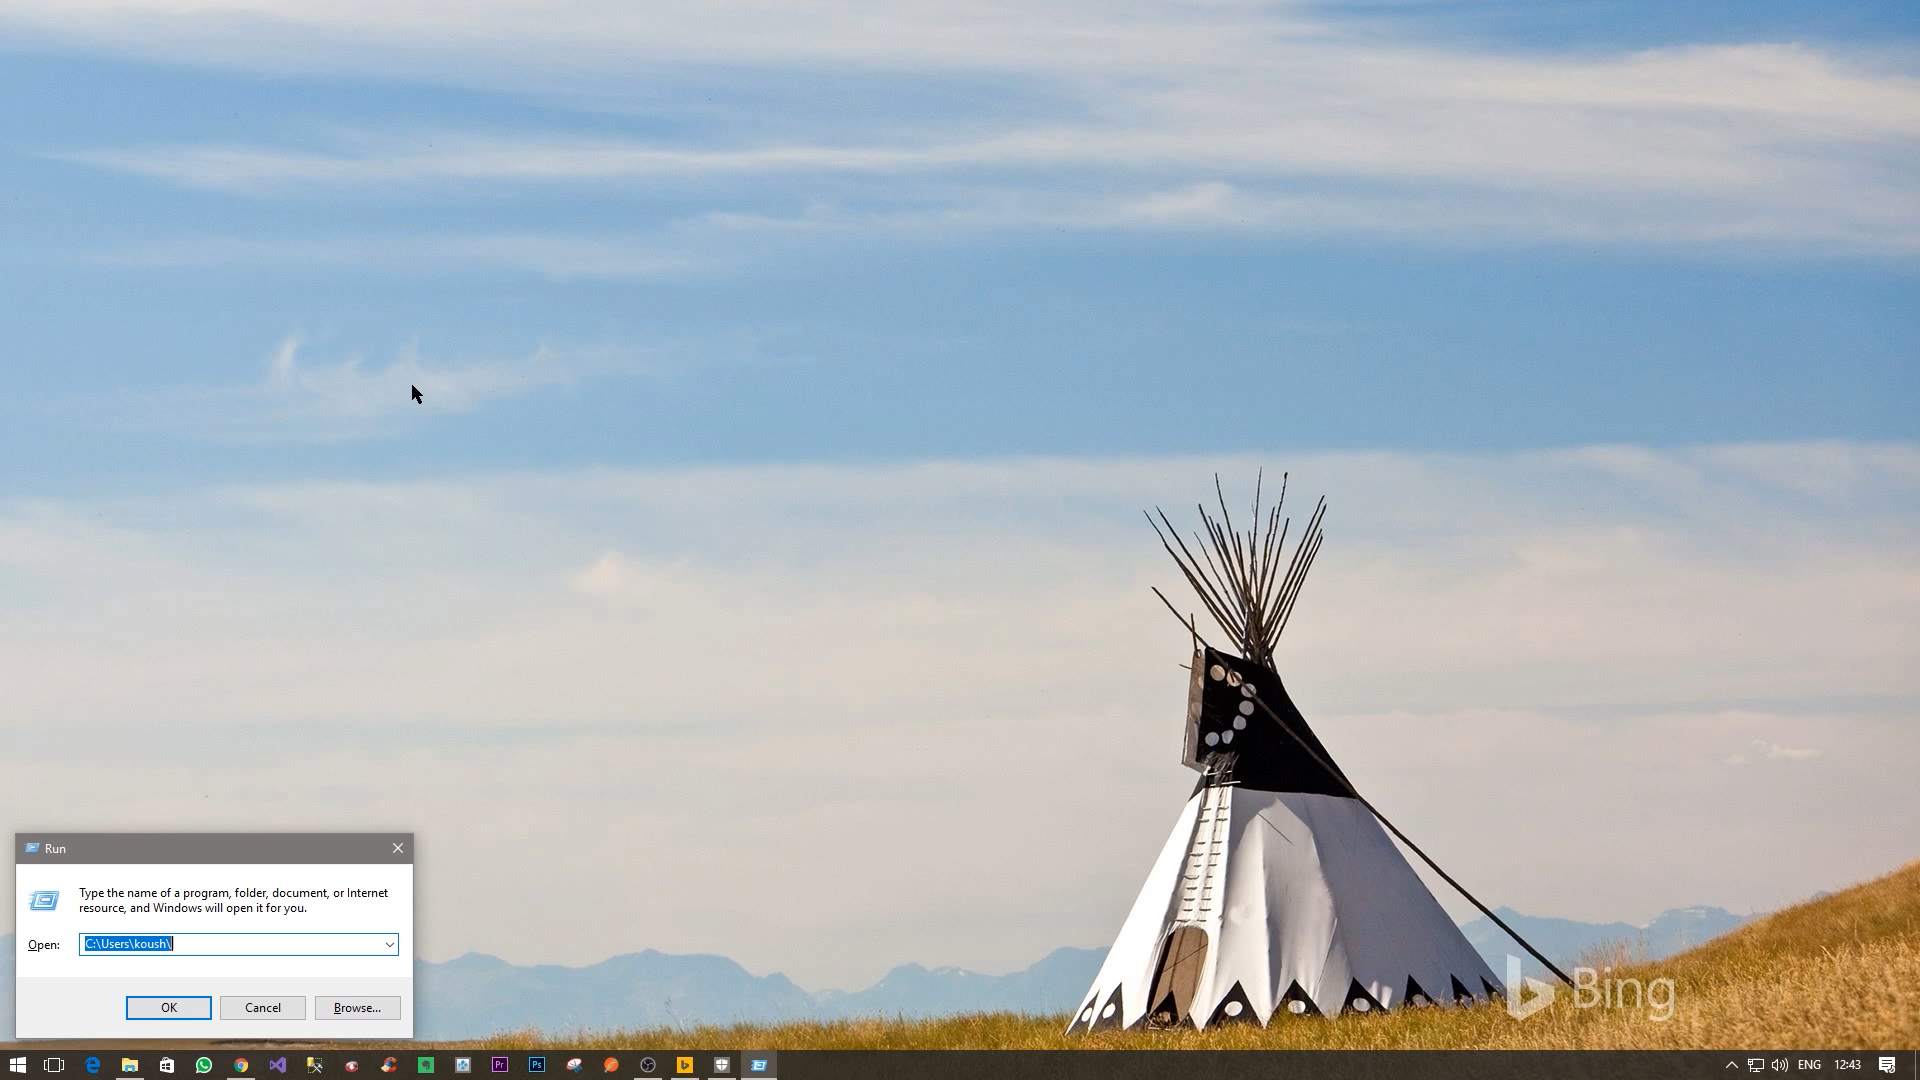 Bing
Run
Type the name of a program, folder, document, or Internet
resource, and Windows will open it for you.
Open:
C:\Users\koush\
OK
Cancel
Browse...
Pr
Ps
ENG
12:43